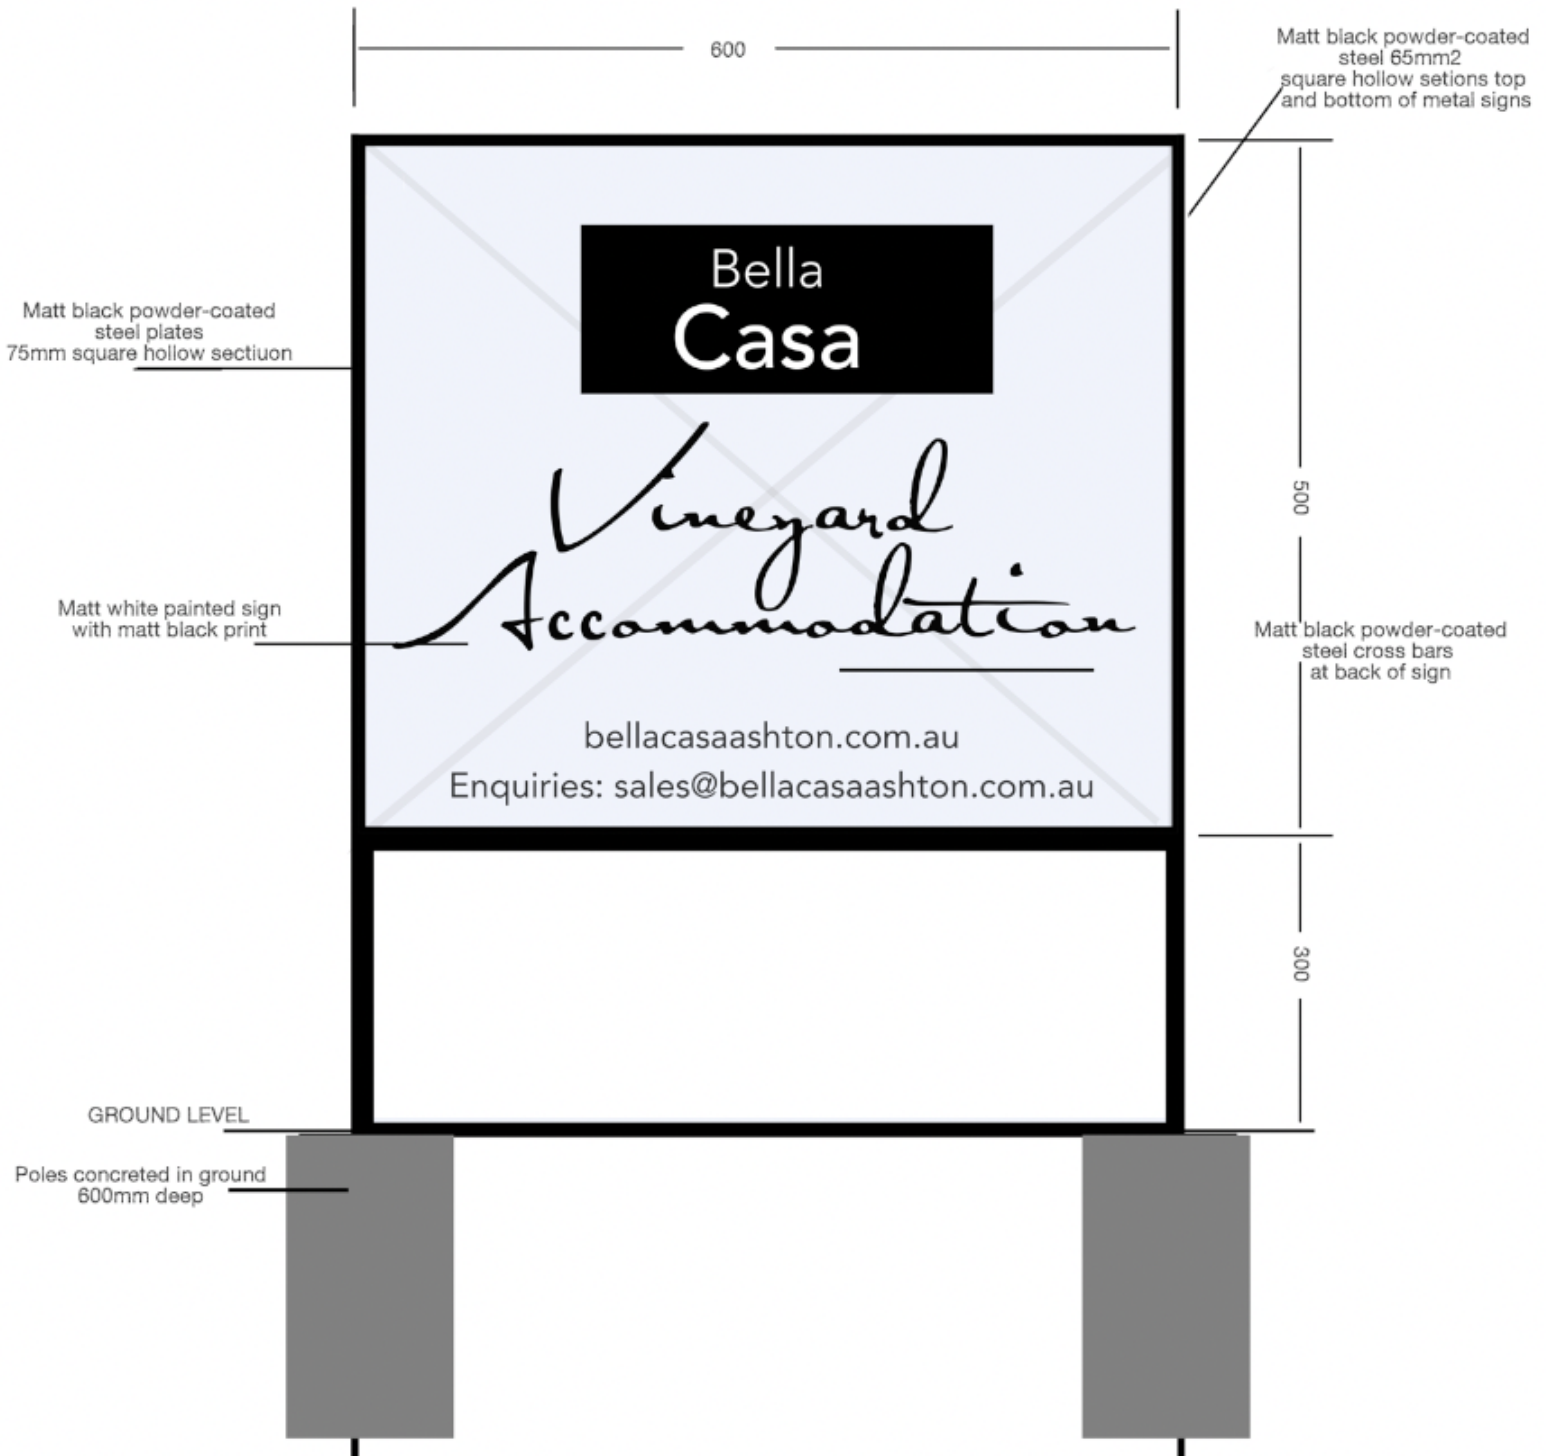 600
Matt black powder-coated
steel 65mm2
square hollow setions top
and bottom of metal signs
Bella
Casa
Matt black powder-coated
steel plates
75mm square hollow sectiuon
Vineyard
Accommodation
500
Matt white painted sign
with matt black print
Matt black powder-coated
steel cross bars
at back of sign
bellacasaashton.com.au
Enquiries: sales@bellacasaashton.com.au
300
GROUND LEVEL
Poles concreted in ground
600mm deep